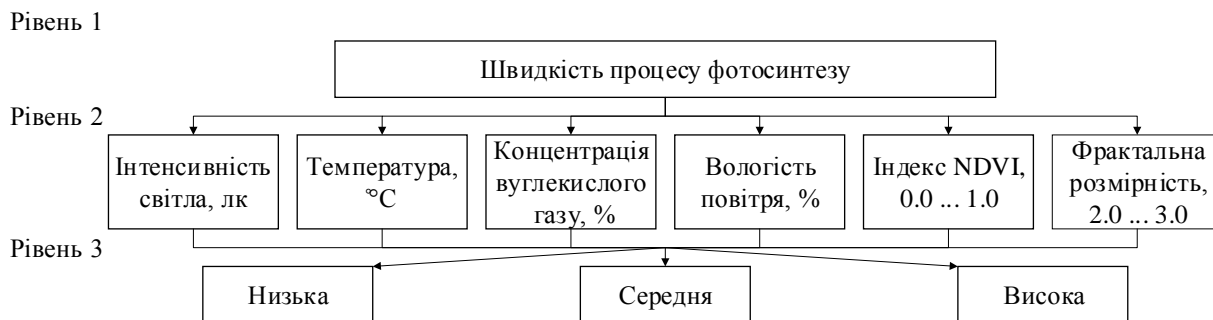 Рівень 1
Швидкість процесу фотосинтезу
Рівень 2
Інтенсивність
світла, лк
Температура,
°C
Концентрація
вуглекислого
газу, %
Вологість
повітря, %
Індекс NDVI,
0.0 ... 1.0
Фрактальна
розмірність,
2.0 ... 3.0
Рівень 3
Низька
Середня
Висока